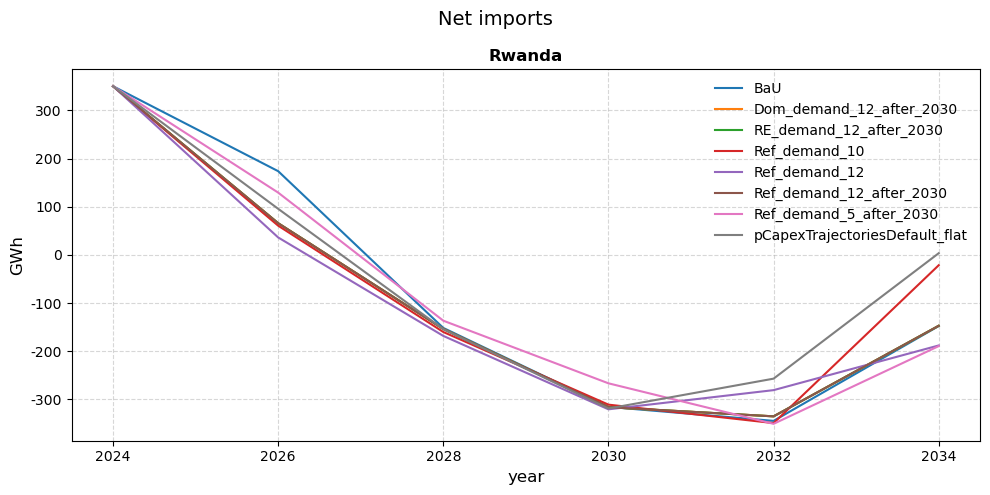 Net imports
Rwanda
300
200
100
0
-100
-200
-300
GWh
2024
2026
2028
2030
2032
2034
year
BaU
Dom_demand_12_after_2030
RE_demand_12_after_2030
Ref_demand_10
Ref_demand_12
Ref_demand_12_after_2030
Ref_demand_5_after_2030
pCapexTrajectoriesDefault_flat